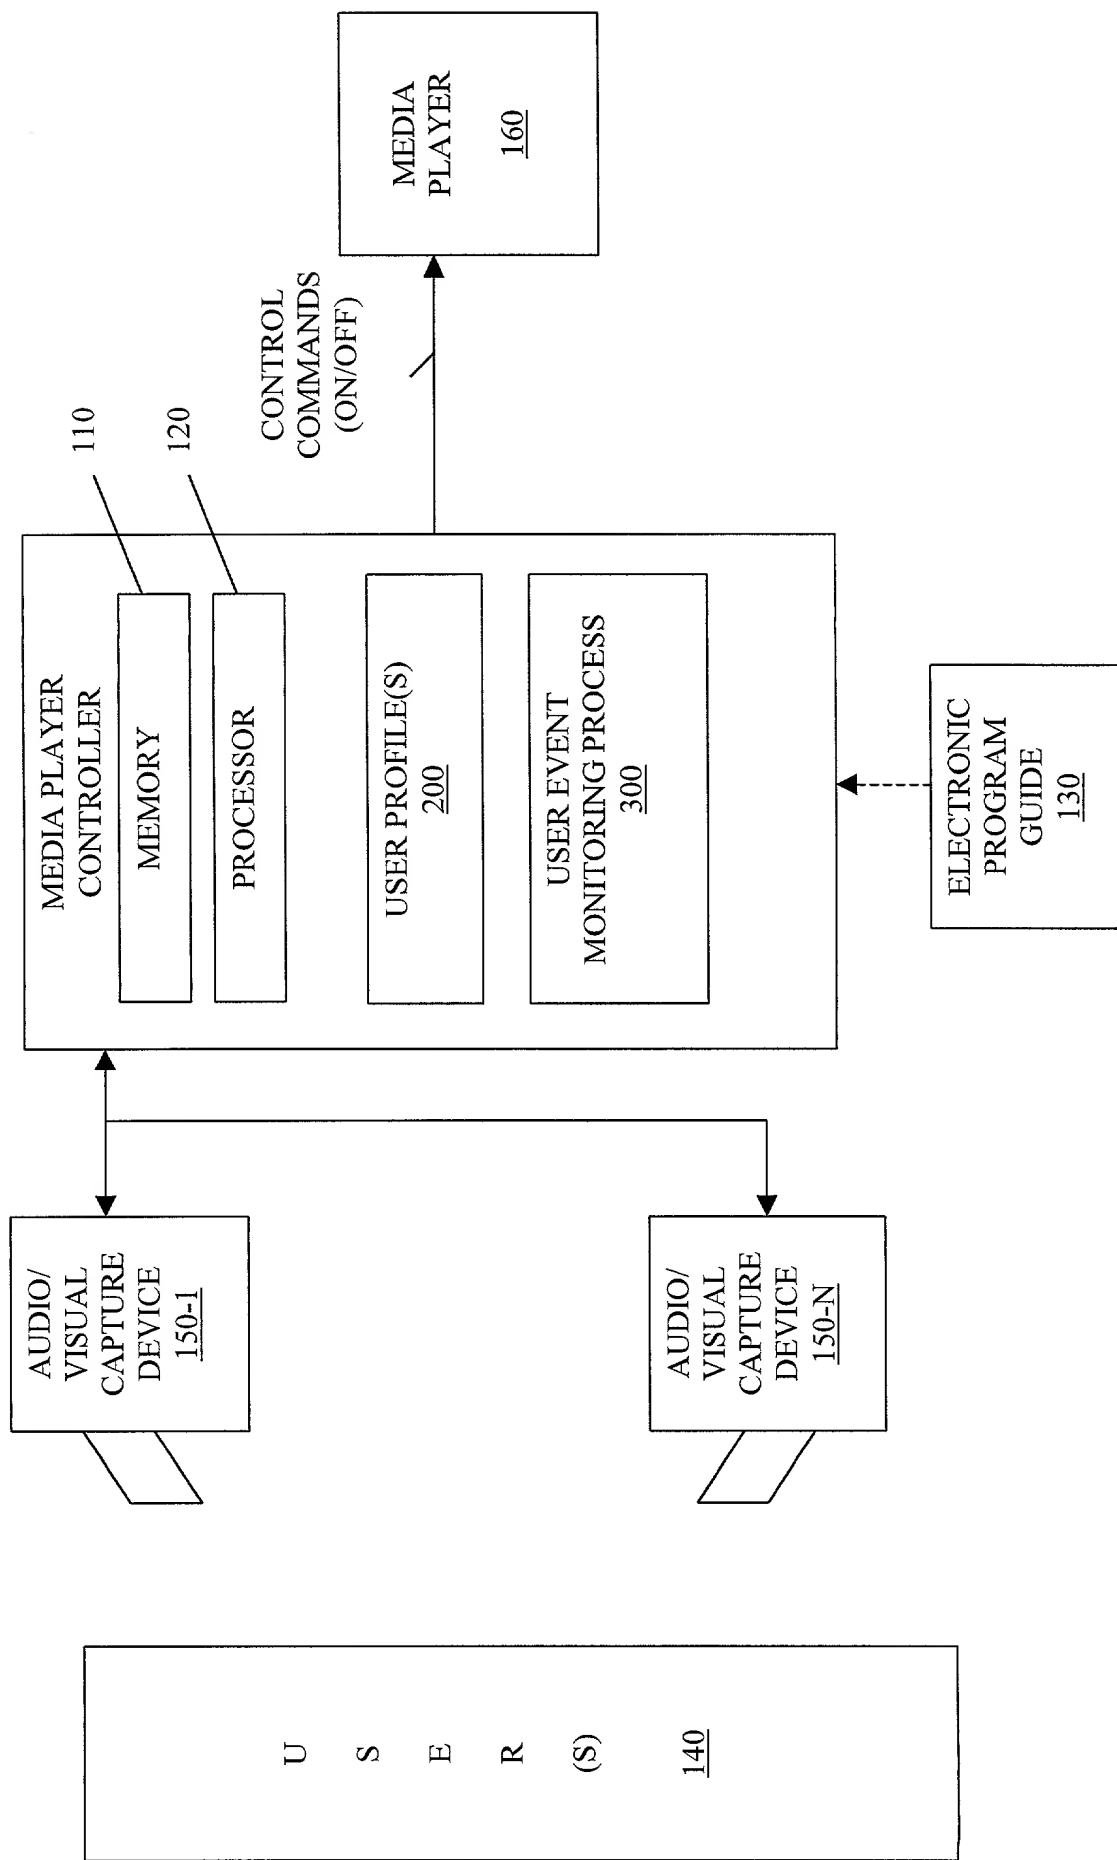 U
S
E
R
(S)
140
AUDIO/
VISUAL
CAPTURE
DEVICE
150-1
AUDIO/
VISUAL
CAPTURE
DEVICE
150-N
MEDIA PLAYER
CONTROLLER
MEMORY
PROCESSOR
USER PROFILE(S)
200
USER EVENT
MONITORING PROCESS
300
110
120
ELECTRONIC
PROGRAM
GUIDE
130
CONTROL
COMMANDS
(ON/OFF)
MEDIA
PLAYER
160